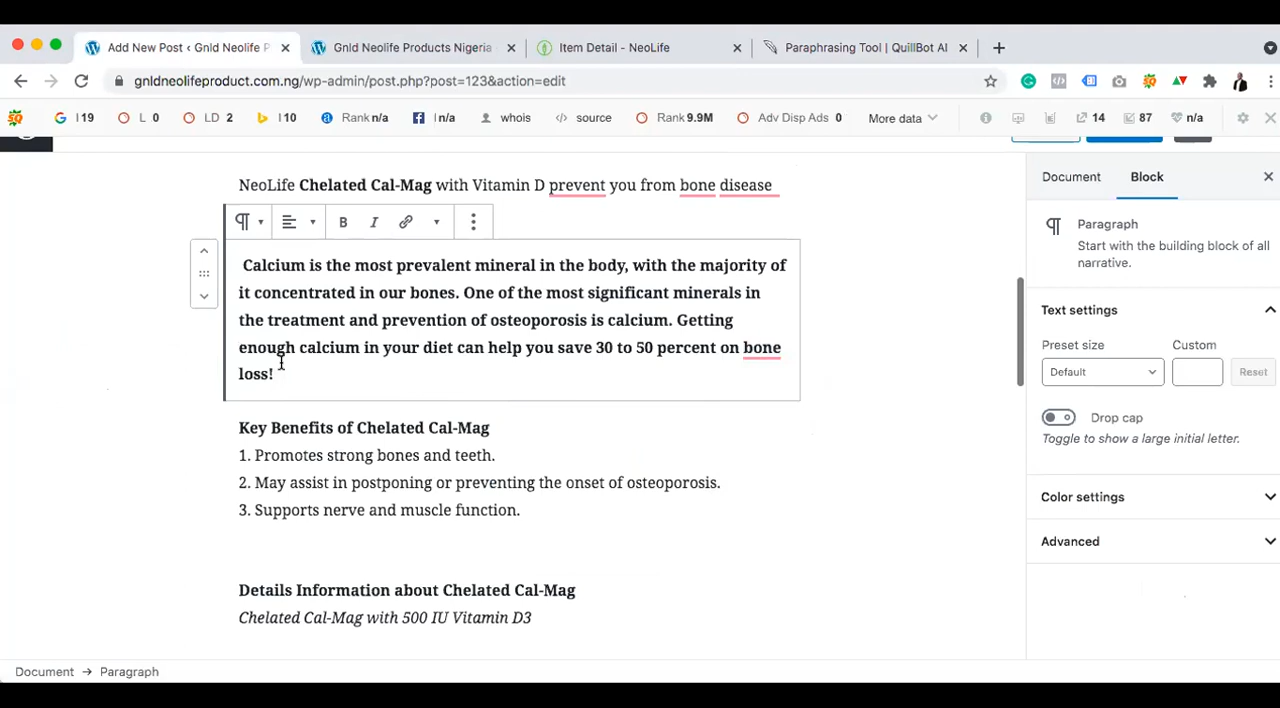 Add New Post ‹ Gnld Neolife P
Gnld Neolife Products Nigeria
Item Detail - NeoLife
Paraphrasing Tool | QuillBot AI
gnldneolifeproduct.com.ng/wp-admin/post.php?post=123&action=edit
I 19
L 0
LD 2
I 10
Rank n/a
I n/a
whois
source
Rank 9.9M
Adv Disp Ads 0
More data
14
87
n/a
NeoLife Chelated Cal-Mag with Vitamin D prevent you from bone disease
B I
Calcium is the most prevalent mineral in the body, with the majority of
it concentrated in our bones. One of the most significant minerals in
the treatment and prevention of osteoporosis is calcium. Getting
enough calcium in your diet can help you save 30 to 50 percent on bone
loss!
Key Benefits of Chelated Cal-Mag
1. Promotes strong bones and teeth.
2. May assist in postponing or preventing the onset of osteoporosis.
3. Supports nerve and muscle function.
Details Information about Chelated Cal-Mag
Chelated Cal-Mag with 500 IU Vitamin D3
Document → Paragraph
Document Block
Paragraph
Start with the building block of all
narrative.
Text settings
Preset size Custom
Default Reset
Drop cap
Toggle to show a large initial letter.
Color settings
Advanced